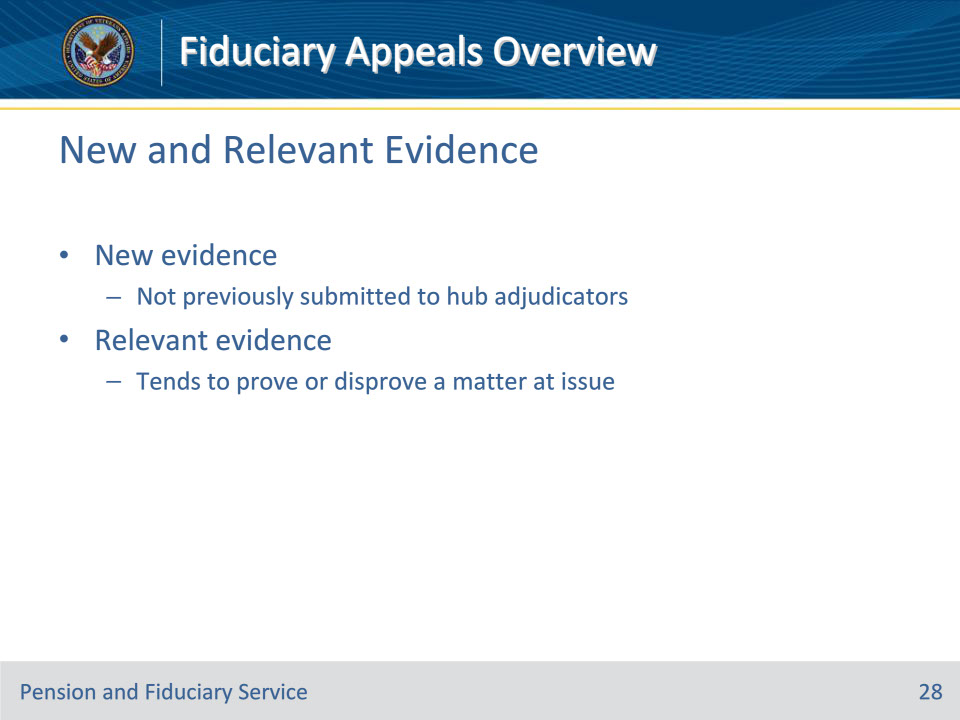 Fiduciary Appeals Overview
New and Relevant Evidence
• New evidence
– Not previously submitted to hub adjudicators
• Relevant evidence
– Tends to prove or disprove a matter at issue
Pension and Fiduciary Service
28